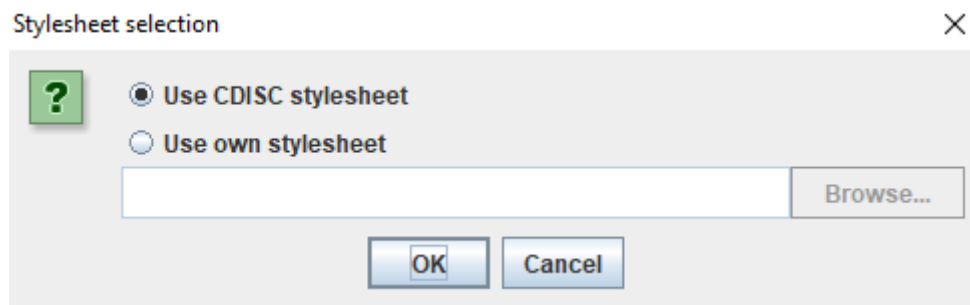 Stylesheet selection
?
Use CDISC stylesheet
Use own stylesheet
Browse...
OK Cancel